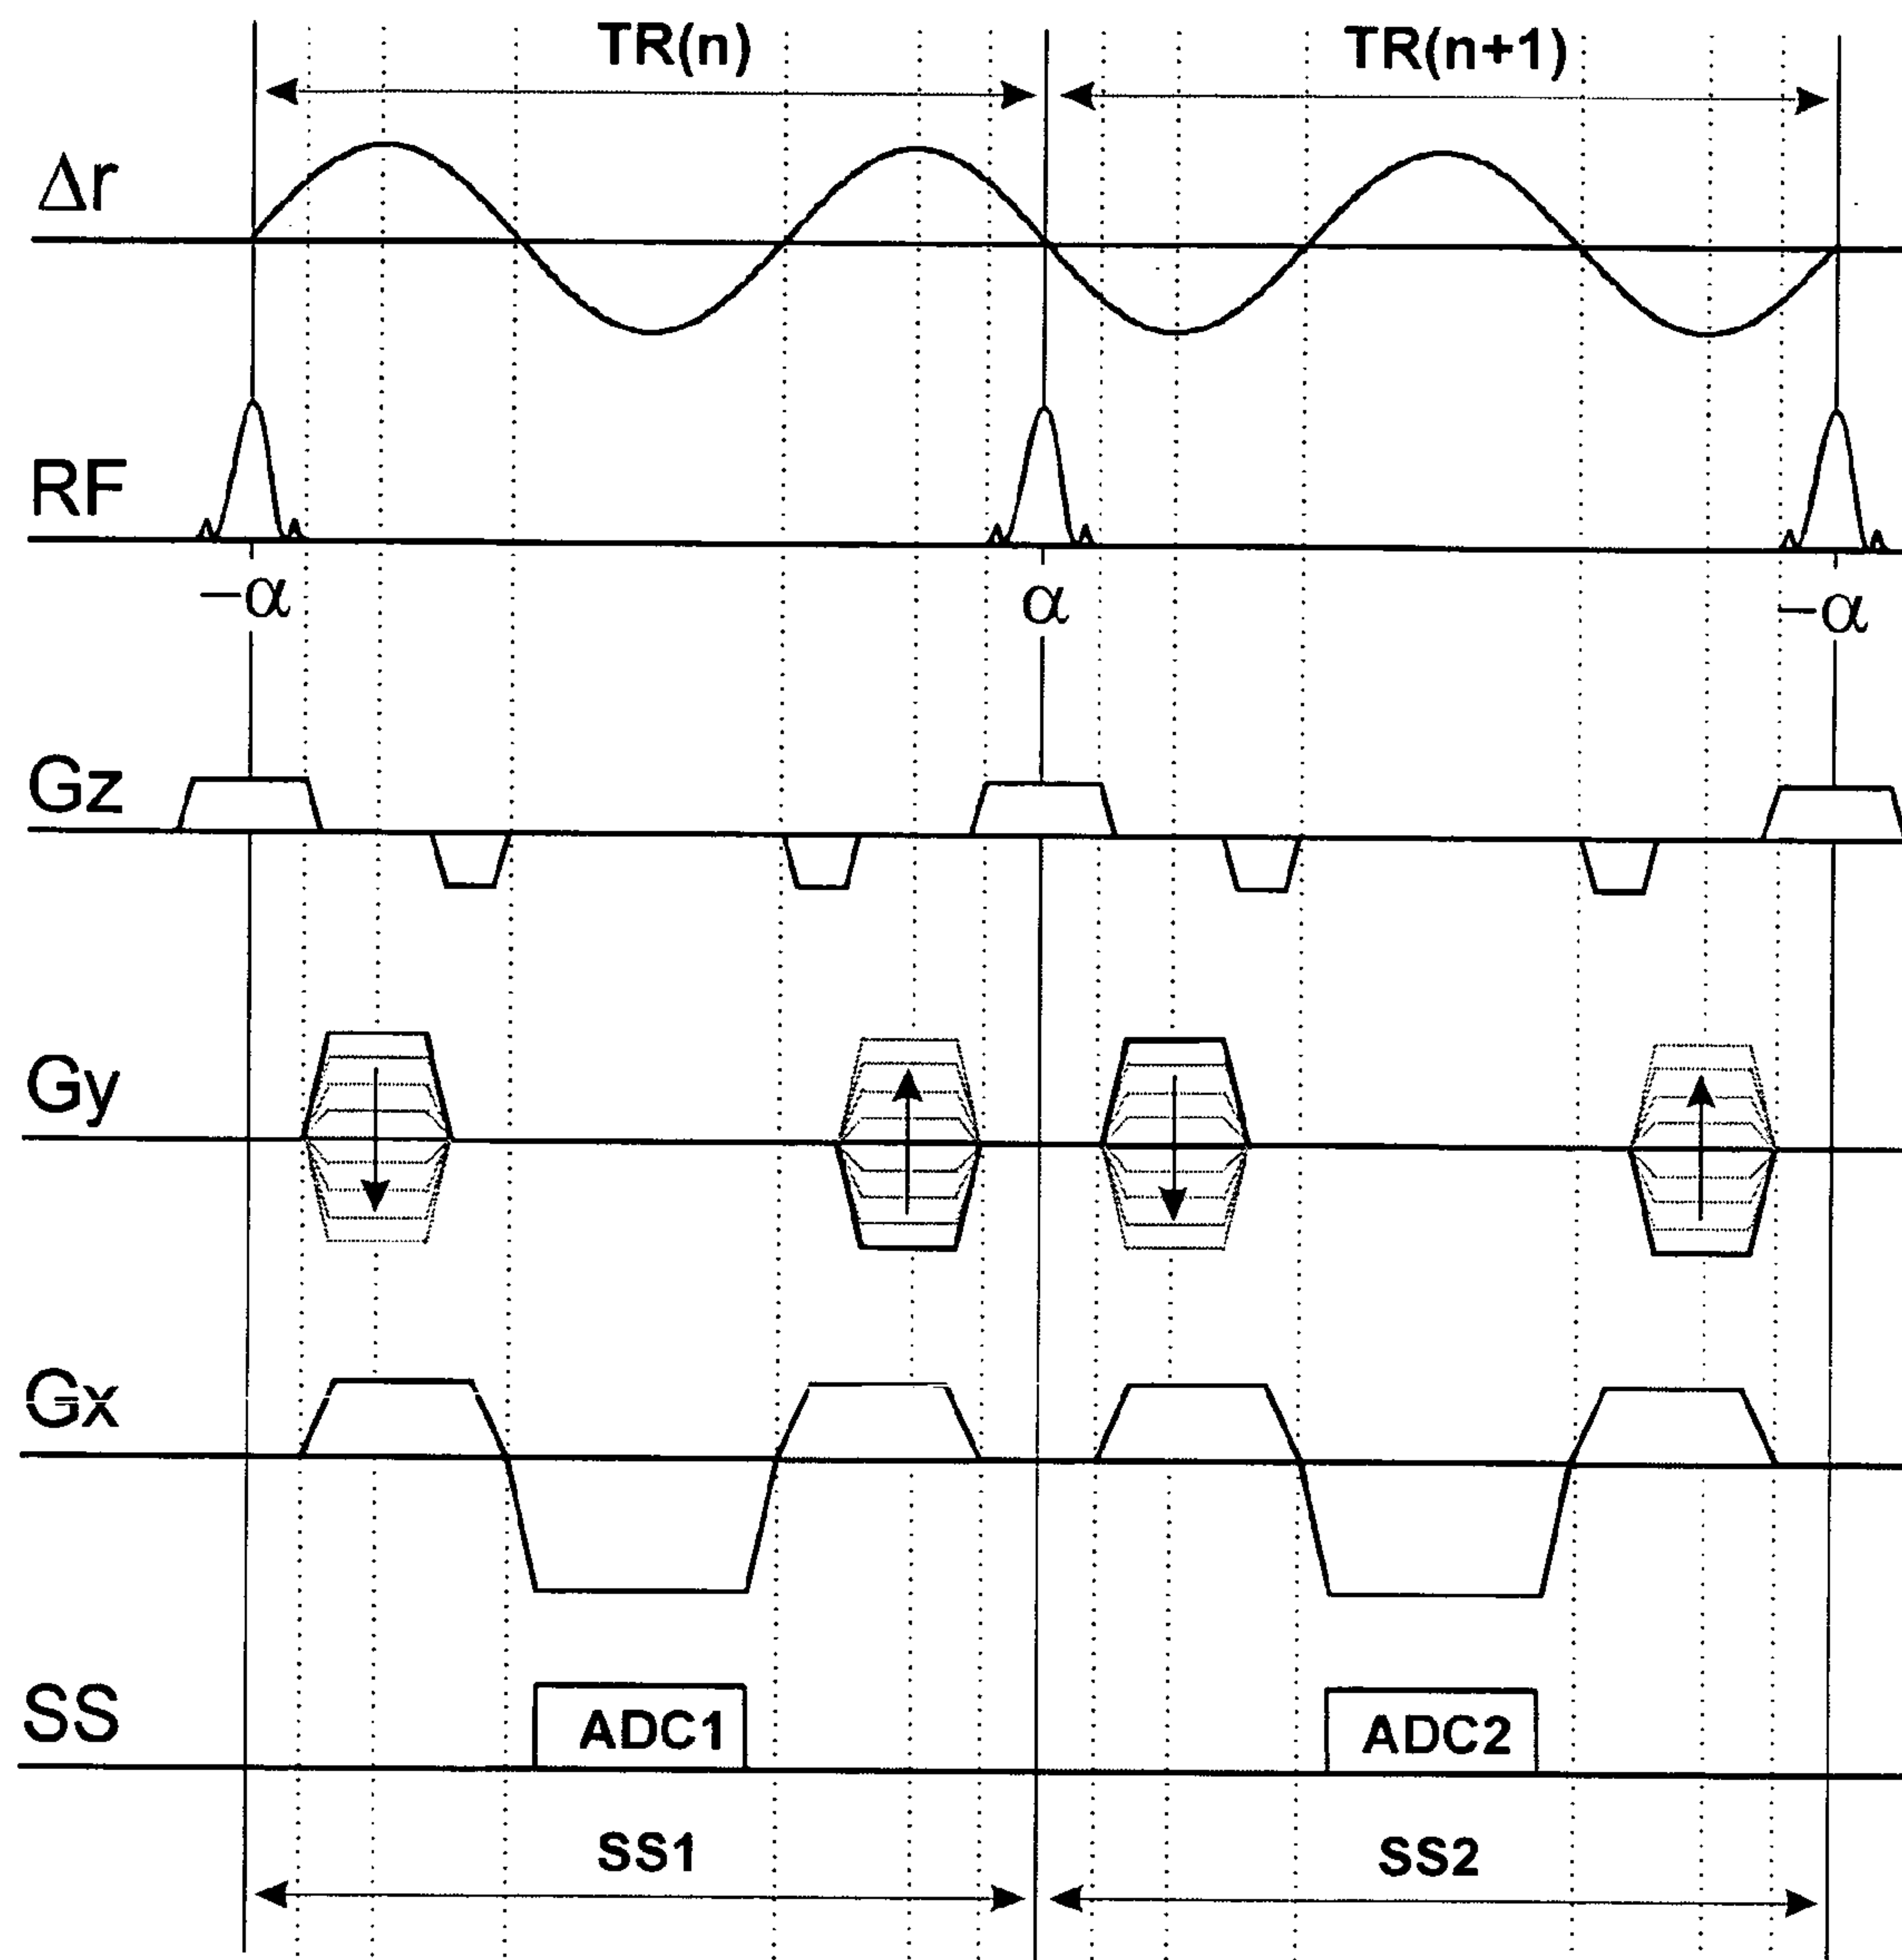 TR(n)
TR(n+1)
Δr
RF
−α
α
−α
Gz
Gy
Gx
SS
ADC1
ADC2
SS1
SS2